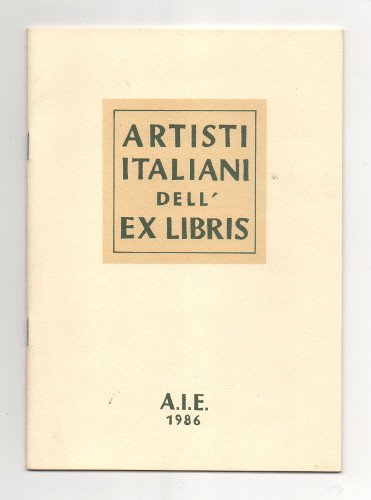 ARTISTI
ITALIANI
DELL'
EX LIBRIS
A.I.E.
1986